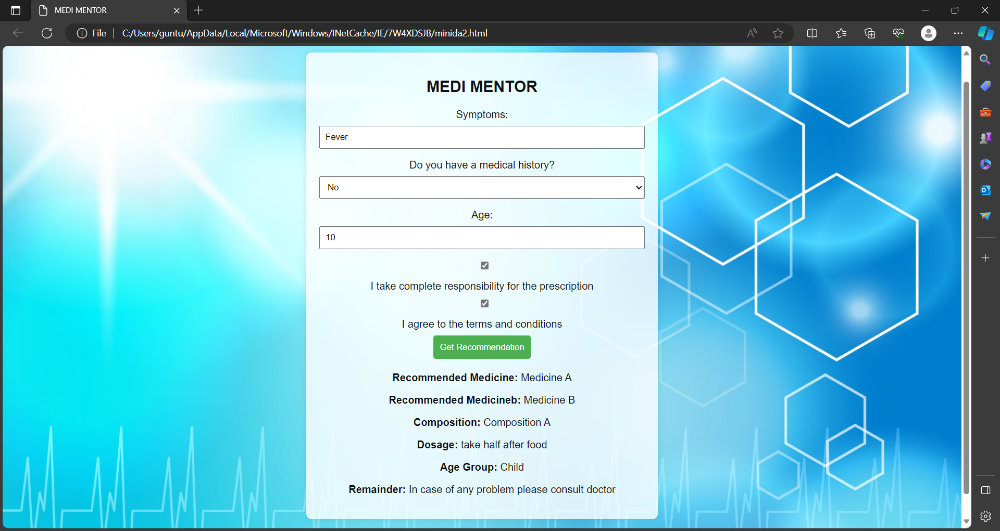 MEDI MENTOR
File C:/Users/guntu/AppData/Local/Microsoft/Windows/INetCache/IE/7W4XDSJB/minida2.html
MEDI MENTOR
Symptoms:
Fever
Do you have a medical history?
No
Age:
10
I take complete responsibility for the prescription
I agree to the terms and conditions
Get Recommendation
Recommended Medicine: Medicine A
Recommended Medicineb: Medicine B
Composition: Composition A
Dosage: take half after food
Age Group: Child
Remainder: In case of any problem please consult doctor